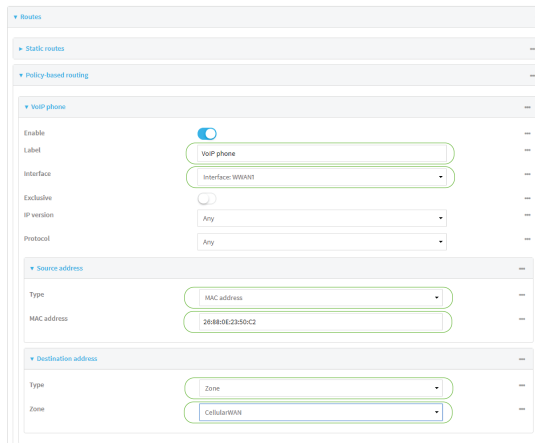 Routes
Static routes
Policy-based routing
VoIP phone
Enable
Label VoIP phone
Interface Interface: WWAN1
Exclusive
IP version Any
Protocol Any
Source address
Type MAC address
MAC address 26:88:0E:23:50:C2
Destination address
Type Zone
Zone CellularWAN